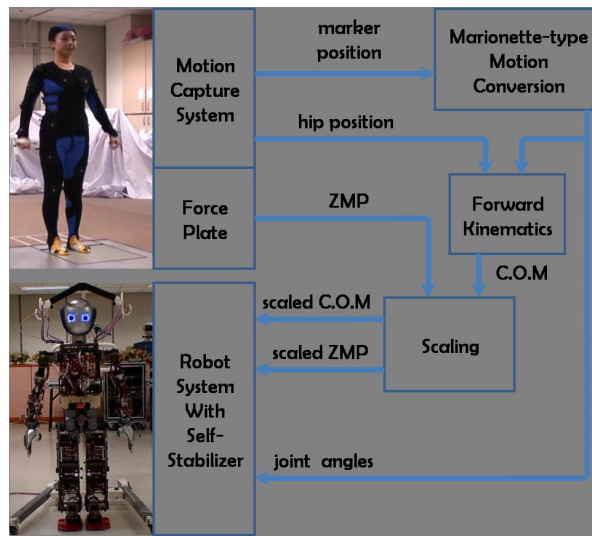 marker
position
Motion
Capture
System
Marionette-type
Motion
Conversion
hip position
Force
Plate
ZMP
Forward
Kinematics
C.O.M
scaled C.O.M
scaled ZMP
Scaling
Robot
System
With
Self-
Stabilizer
joint angles